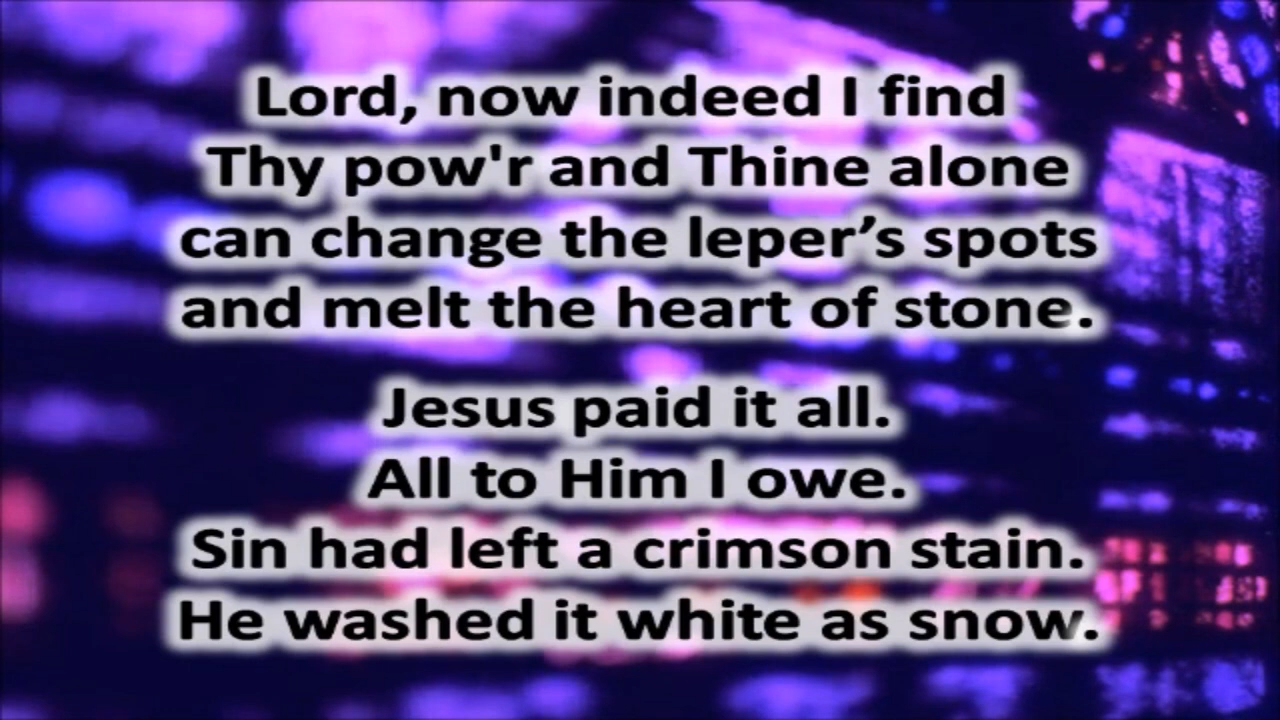 Lord, now indeed I find
Thy pow'r and Thine alone
can change the leper’s spots
and melt the heart of stone.
Jesus paid it all.
All to Him I owe.
Sin had left a crimson stain.
He washed it white as snow.